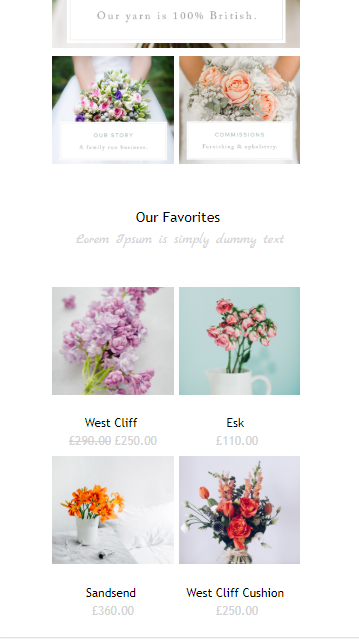 Our yarn is 100% British.
OUR STORY
A family run business.
COMMISSIONS
Furnishing & upholstery.
Our Favorites
Lorem Ipsum is simply dummy text
West Cliff
£290.00 £250.00
Esk
£110.00
Sandsend
£360.00
West Cliff Cushion
£250.00